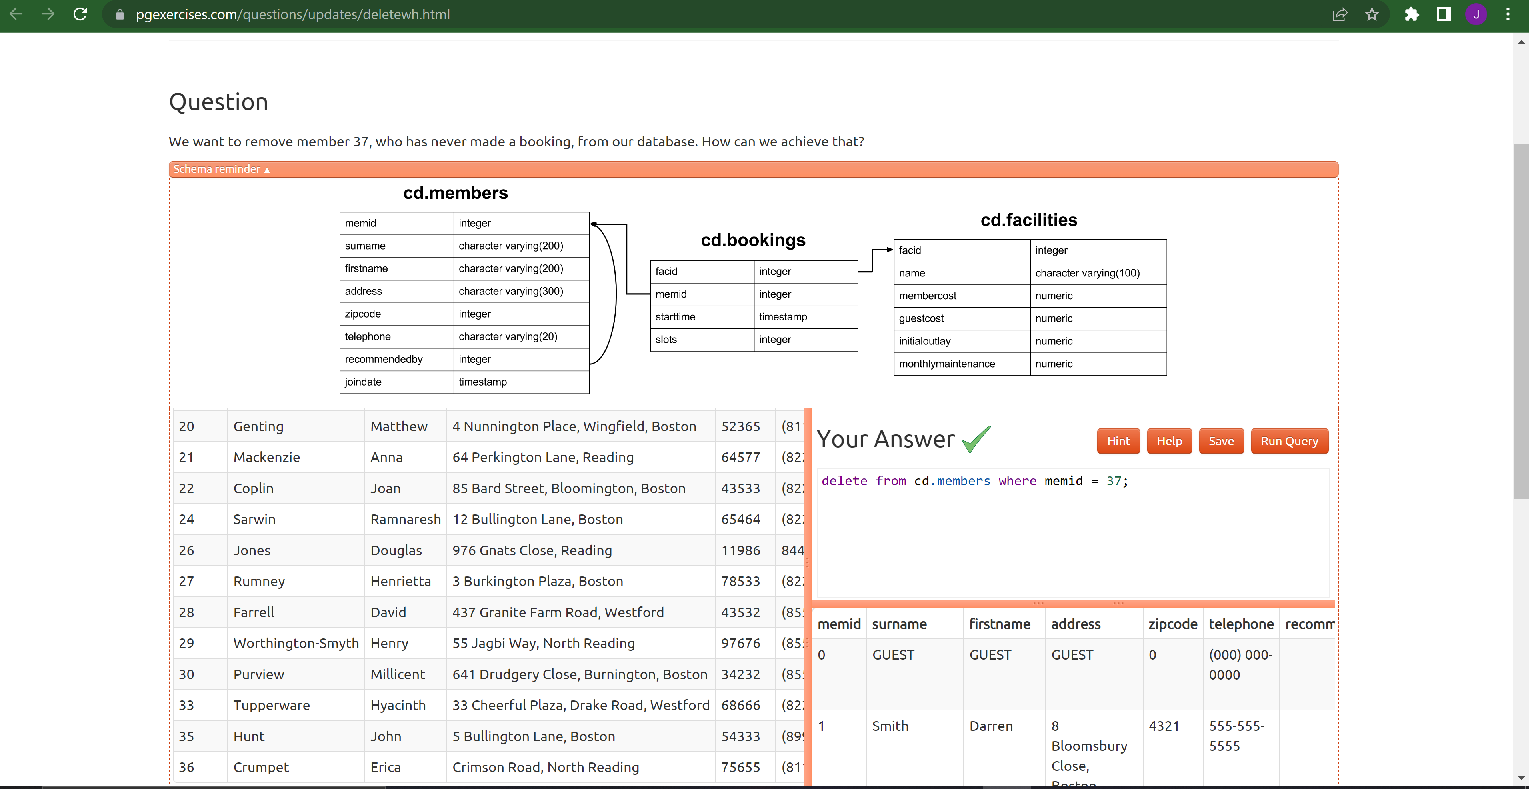 pgexercises.com/questions/updates/deletewh.html
J
Question
We want to remove member 37, who has never made a booking, from our database. How can we achieve that?
Schema reminder ▲
cd.members
memid integer
surname character varying(200)
firstname character varying(200)
address character varying(300)
zipcode integer
telephone character varying(20)
recommendedby integer
joindate timestamp
cd.bookings
facid integer
memid integer
starttime timestamp
slots integer
cd.facilities
facid integer
name character varying(100)
membercost numeric
guestcost numeric
initialoutlay numeric
monthlymaintenance numeric
20 Genting Matthew 4 Nunnington Place, Wingfield, Boston 52365 (81
21 Mackenzie Anna 64 Perkington Lane, Reading 64577 (82
22 Coplin Joan 85 Bard Street, Bloomington, Boston 43533 (82
24 Sarwin Ramnaresh 12 Bullington Lane, Boston 65464 (82
26 Jones Douglas 976 Gnats Close, Reading 11986 844
27 Rumney Henrietta 3 Burkington Plaza, Boston 78533 (82
28 Farrell David 437 Granite Farm Road, Westford 43532 (85
29 Worthington-Smyth Henry 55 Jagbi Way, North Reading 97676 (85
30 Purview Millicent 641 Drudgery Close, Burnington, Boston 34232 (85
33 Tupperware Hyacinth 33 Cheerful Plaza, Drake Road, Westford 68666 (82
35 Hunt John 5 Bullington Lane, Boston 54333 (89
36 Crumpet Erica Crimson Road, North Reading 75655 (81
Your Answer
Hint Help Save Run Query
delete from cd.members where memid = 37;
memid surname firstname address zipcode telephone recomm
0 GUEST GUEST GUEST 0 (000) 000-
0000
1 Smith Darren 8 4321 555-555-
Bloomsbury 5555
Close,
Boston